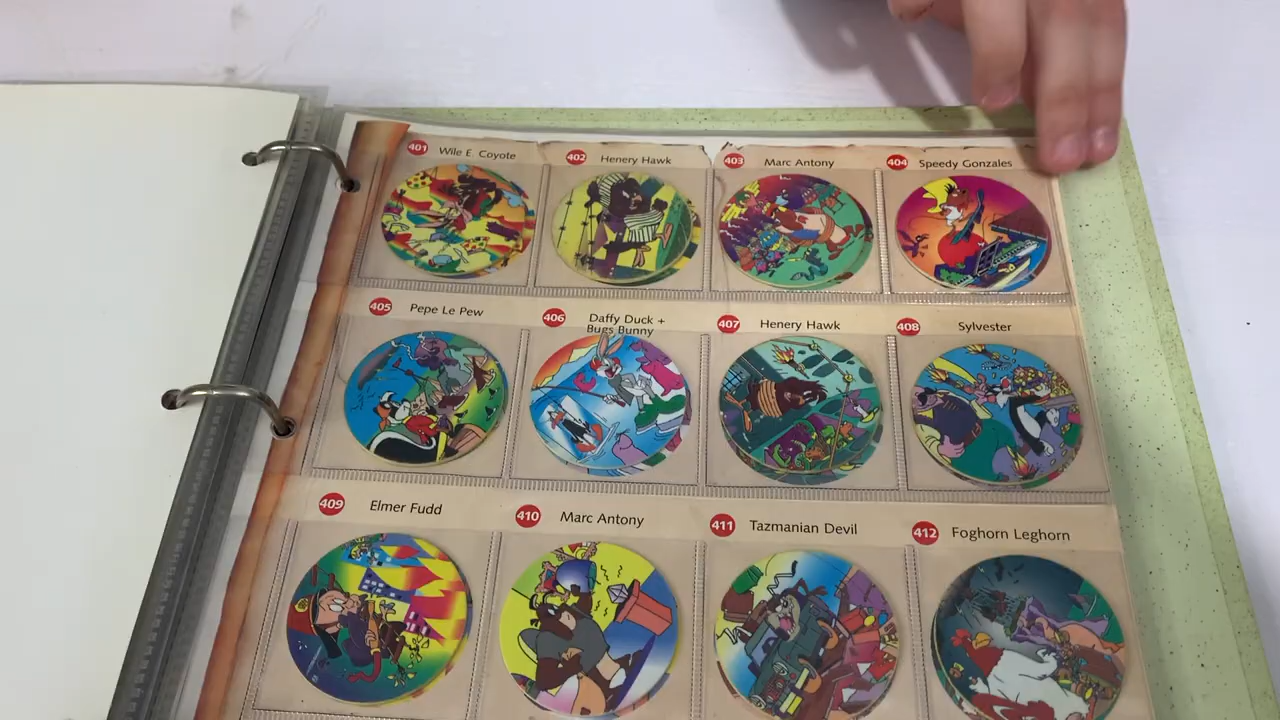 401 Wile E. Coyote
402 Henery Hawk
403 Marc Antony
404 Speedy Gonzales
405 Pepe Le Pew
406 Daffy Duck +
Bugs Bunny
407 Henery Hawk
408 Sylvester
409 Elmer Fudd
410 Marc Antony
411 Tazmanian Devil
412 Foghorn Leghorn